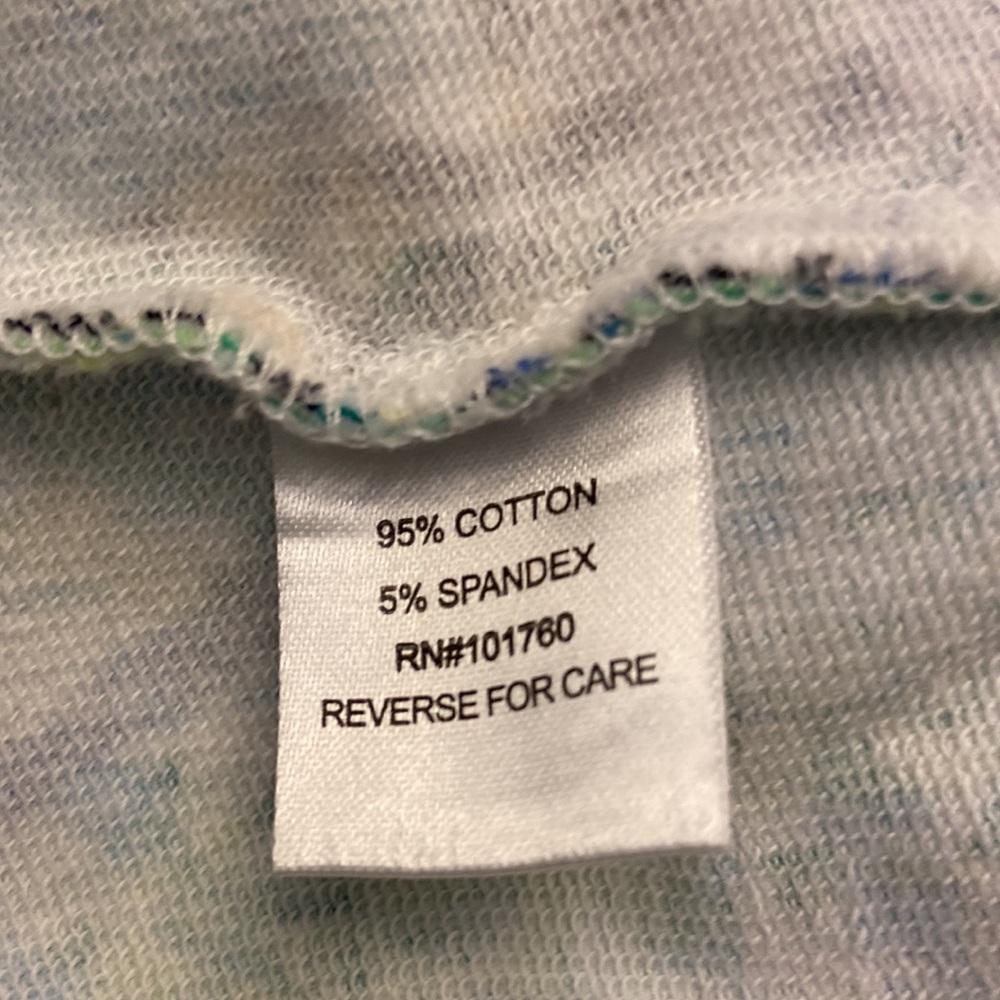 95% COTTON
5% SPANDEX
RN#101760
REVERSE FOR CARE